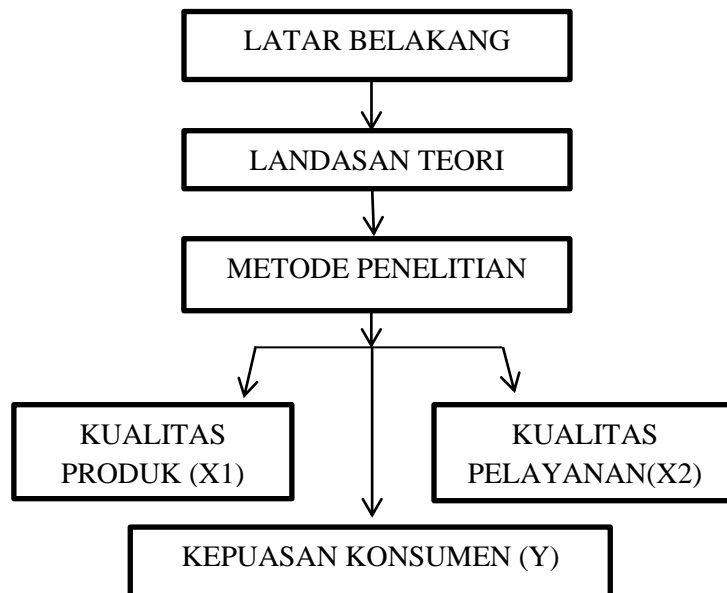 LATAR BELAKANG
LANDASAN TEORI
METODE PENELITIAN
KUALITAS
PRODUK (X1)
KUALITAS
PELAYANAN(X2)
KEPUASAN KONSUMEN (Y)